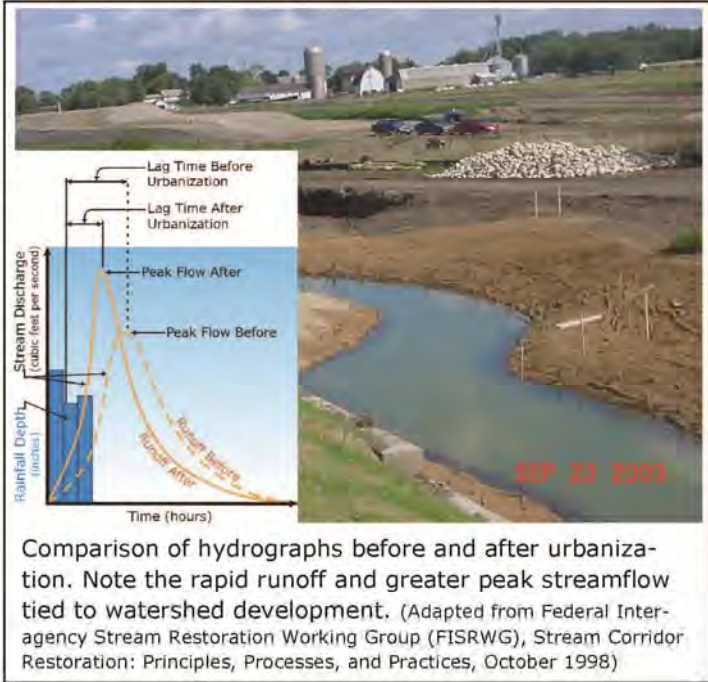 Lag Time Before
Urbanization
Lag Time After
Urbanization
Peak Flow After
Peak Flow Before
Stream Discharge
(cubic feet per second)
Rainfall Depth
(inches)
Runoff Before
Runoff After
Time (hours)
SEP 23 2003
Comparison of hydrographs before and after urbaniza-
tion. Note the rapid runoff and greater peak streamflow
tied to watershed development. (Adapted from Federal Inter-
agency Stream Restoration Working Group (FISRWG), Stream Corridor
Restoration: Principles, Processes, and Practices, October 1998)